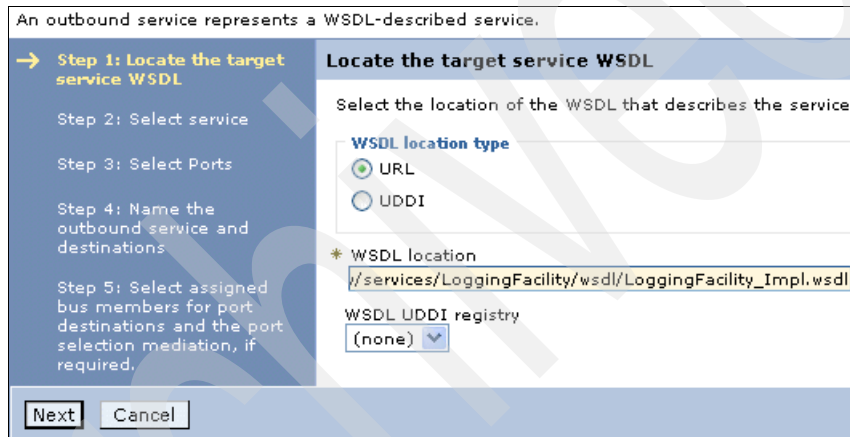 An outbound service represents a WSDL-described service.
Step 1: Locate the target
service WSDL
Step 2: Select service
Step 3: Select Ports
Step 4: Name the
outbound service and
destinations
Step 5: Select assigned
bus members for port
destinations and the port
selection mediation, if
required.
Locate the target service WSDL
Select the location of the WSDL that describes the service
WSDL location type
URL
UDDI
* WSDL location
/services/LoggingFacility/wsdl/LoggingFacility_Impl.wsdl
WSDL UDDI registry
(none)
Next
Cancel